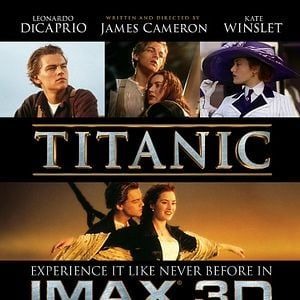 LEONARDO DICAPRIO
WRITTEN AND DIRECTED BY
JAMES CAMERON
KATE WINSLET
TITANIC
EXPERIENCE IT LIKE NEVER BEFORE IN
IMAX 3D